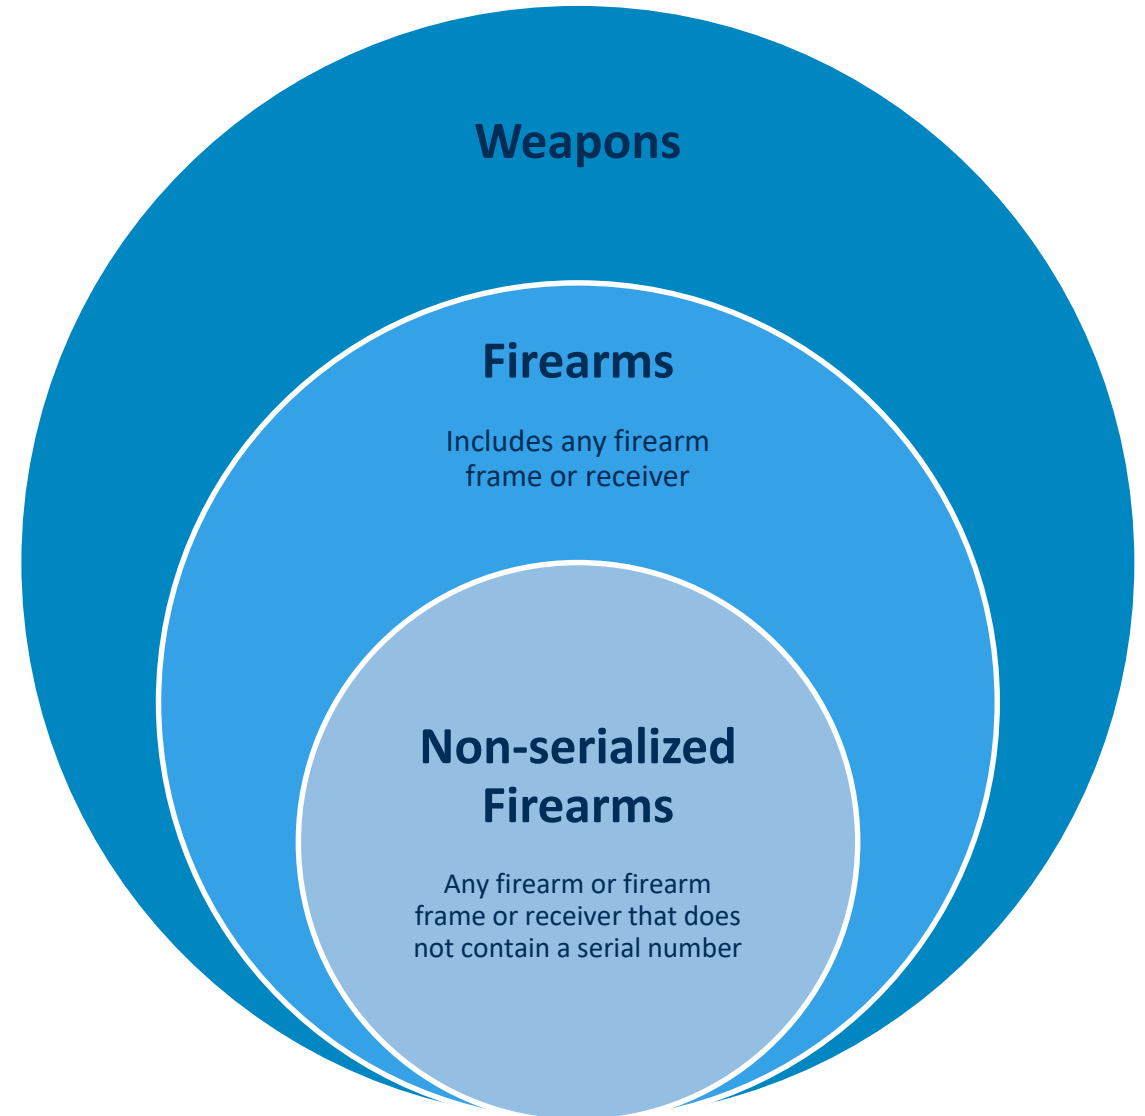 Weapons
Firearms
Includes any firearm
frame or receiver
Non-serialized
Firearms
Any firearm or firearm
frame or receiver that does
not contain a serial number